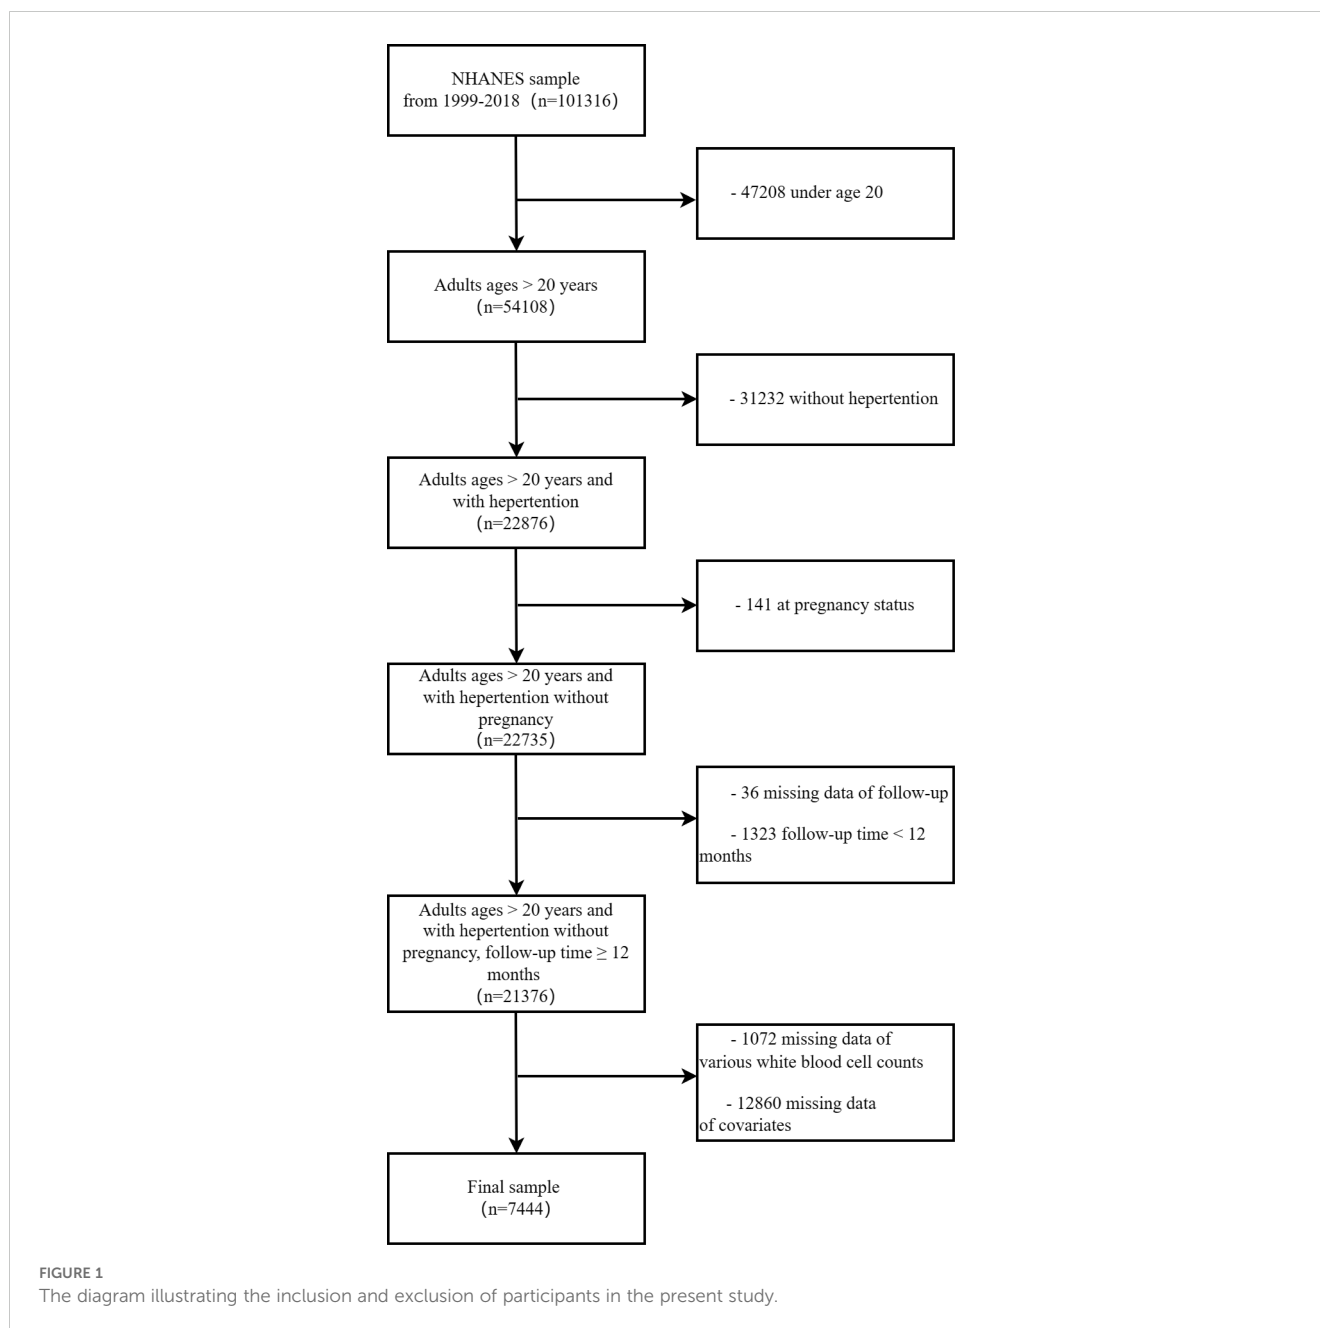 NHANES sample
from 1999-2018 (n=101316)
- 47208 under age 20
Adults ages > 20 years
(n=54108)
- 31232 without hepertention
Adults ages > 20 years and
with hepertention
(n=22876)
- 141 at pregnancy status
Adults ages > 20 years and
with hepertention without
pregnancy
(n=22735)
- 36 missing data of follow-up
- 1323 follow-up time < 12
months
Adults ages > 20 years and
with hepertention without
pregnancy, follow-up time ≥ 12
months
(n=21376)
- 1072 missing data of
various white blood cell counts
- 12860 missing data
of covariates
Final sample
(n=7444)
FIGURE 1
The diagram illustrating the inclusion and exclusion of participants in the present study.